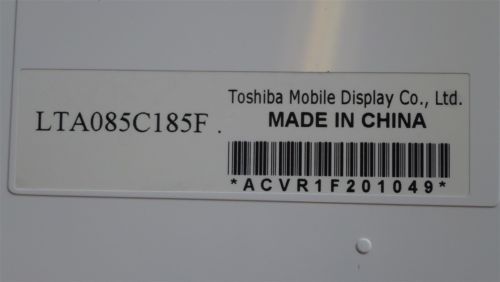 LTA085C185F .
Toshiba Mobile Display Co., Ltd.
MADE IN CHINA
*ACVR1F201049*